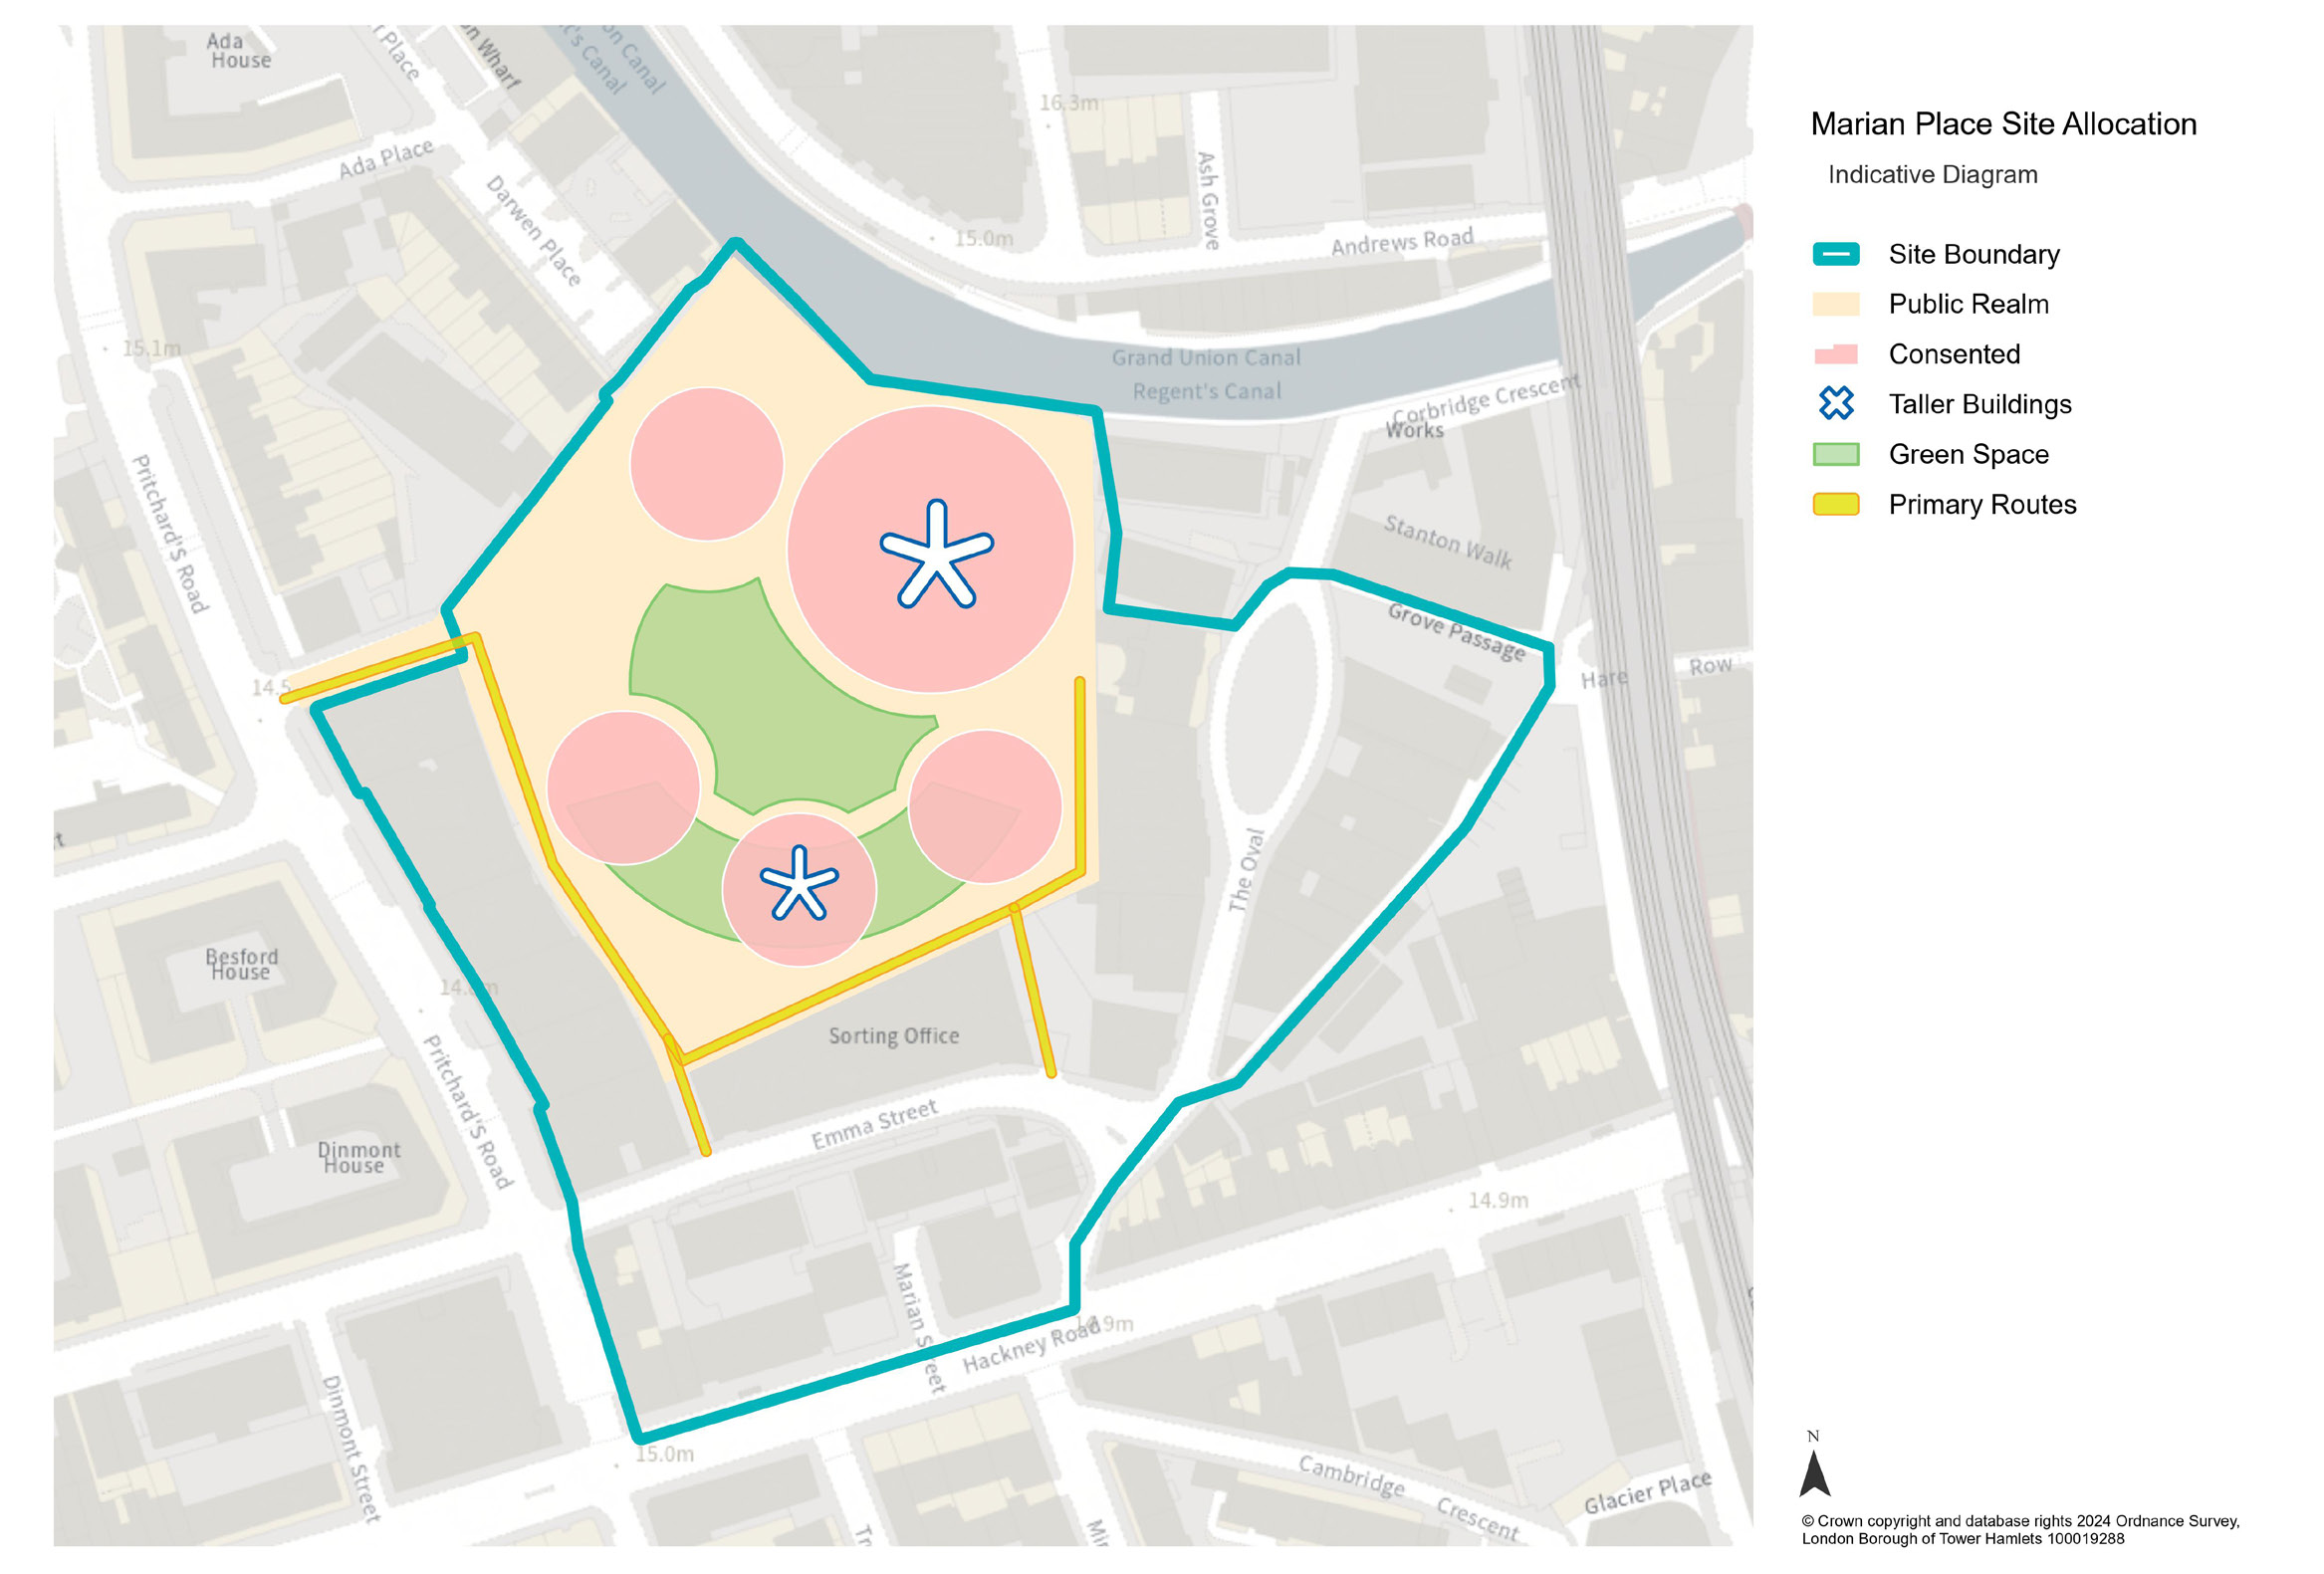 Marian Place Site Allocation
Indicative Diagram
Site Boundary
Public Realm
Consented
Taller Buildings
Green Space
Primary Routes
Ada
House
Place
on Wharf
t's Canal
on Canal
16.3m
Ada Place
Darwen Place
Ash Grove
15.0m
Andrews Road
15.1m
Grand Union Canal
Regent's Canal
Corbridge Crescent
Works
Pritchard'S Road
Stanton Walk
Grove Passage
Hare
Row
14.5
The Oval
Besford
House
14.
m
Sorting Office
Pritchard'S Road
Emma Street
Dinmont
House
14.9m
Marian Street
Hackney Road
9m
Dinmont Street
15.0m
Cambridge
Crescent
Glacier Place
Tr
N
© Crown copyright and database rights 2024 Ordnance Survey,
London Borough of Tower Hamlets 100019288